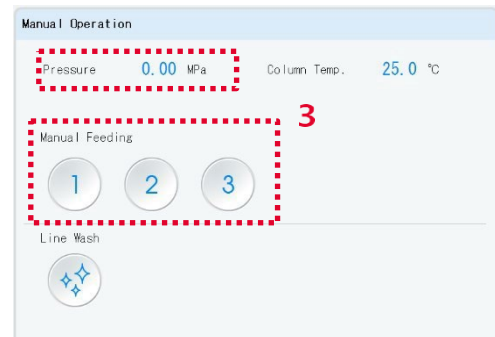 Manual Operation
Pressure 0.00 MPa Column Temp. 25.0 °C
3
Manual Feeding
1 2 3
Line Wash